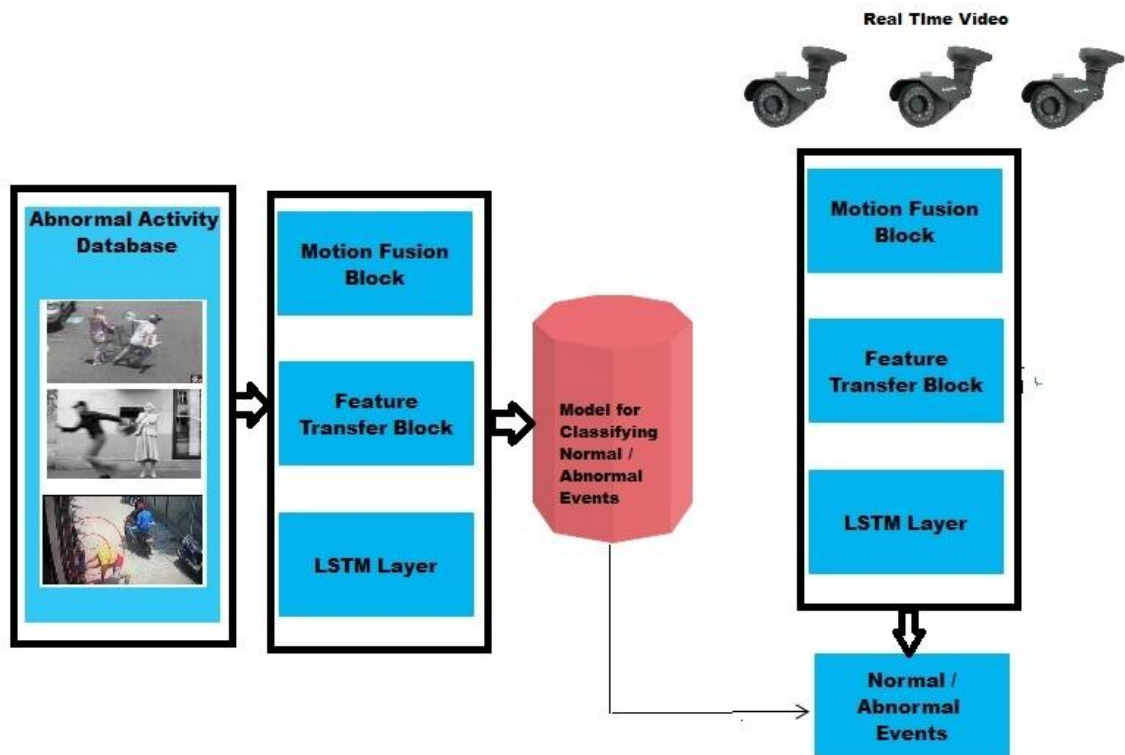 Real TIme Video
Abnormal Activity
Database
Motion Fusion
Block
Feature
Transfer Block
LSTM Layer
Model for
Classifying
Normal /
Abnormal
Events
Motion Fusion
Block
Feature
Transfer Block
LSTM Layer
Normal /
Abnormal
Events